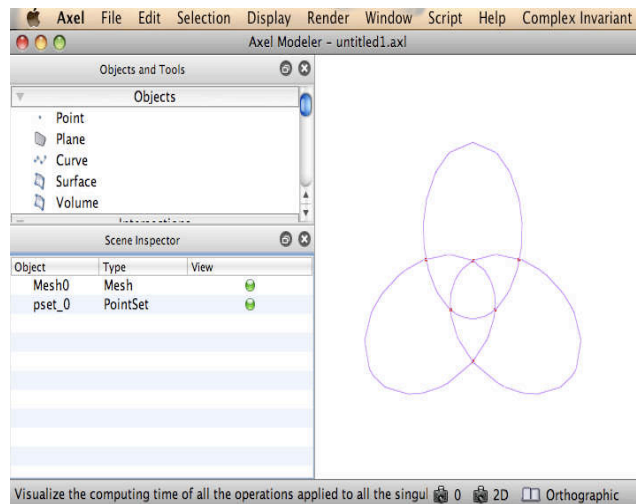 Axel File Edit Selection Display Render Window Script Help Complex Invariant
Axel Modeler - untitled1.axl
Objects and Tools
Objects
Point
Plane
Curve
Surface
Volume
Scene Inspector
Object Type View
Mesh0 Mesh
pset_0 PointSet
Visualize the computing time of all the operations applied to all the singul 0 2D Orthographic